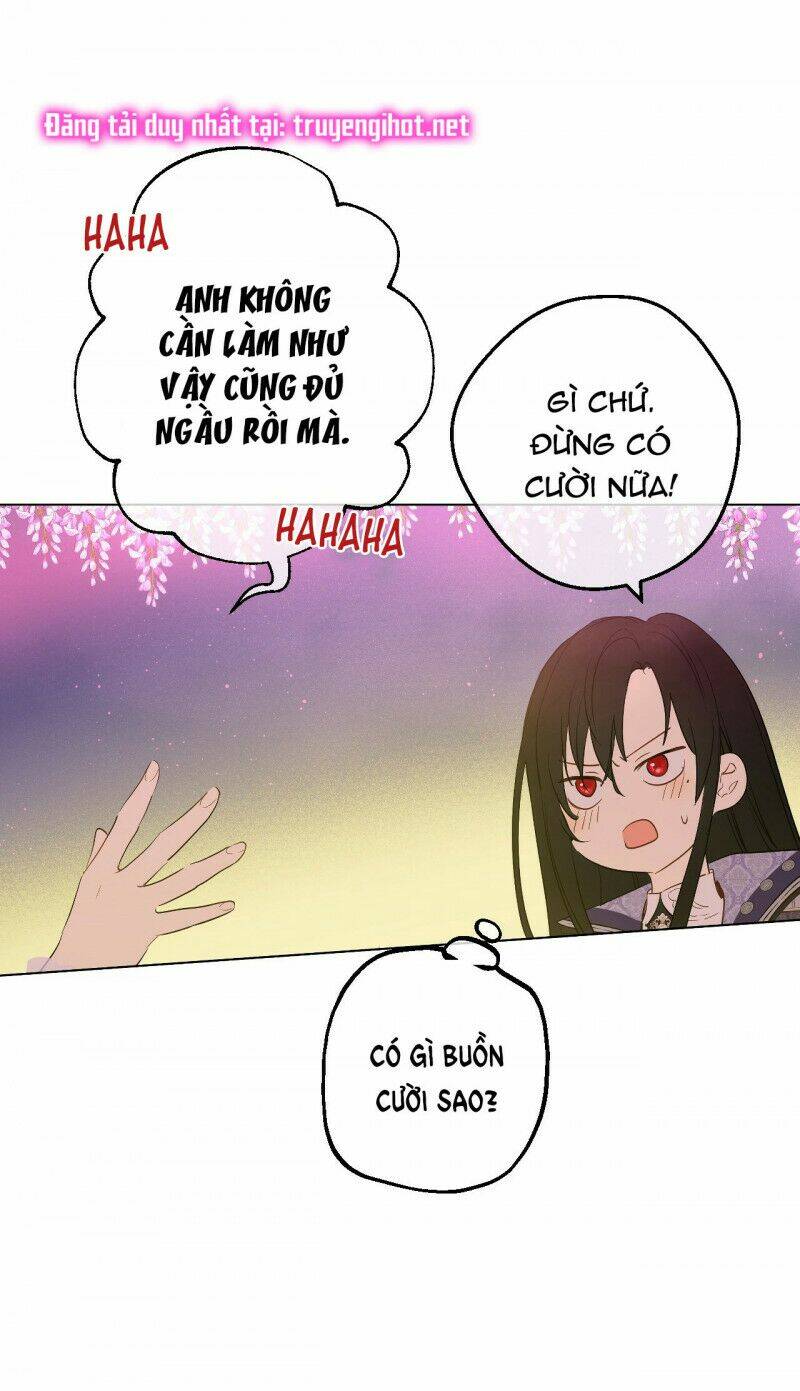 Đăng tải duy nhất tại: truyengihot.net
HAHA
ANH KHÔNG
CẦN LÀM NHƯ
VẬY CŨNG ĐỦ
NGẦU RỒI MÀ.
HAHAHA
GÌ CHỨ.
ĐỪNG CÓ
CƯỜI NỮA!
CÓ GÌ BUỒN
CƯỜI SAO?